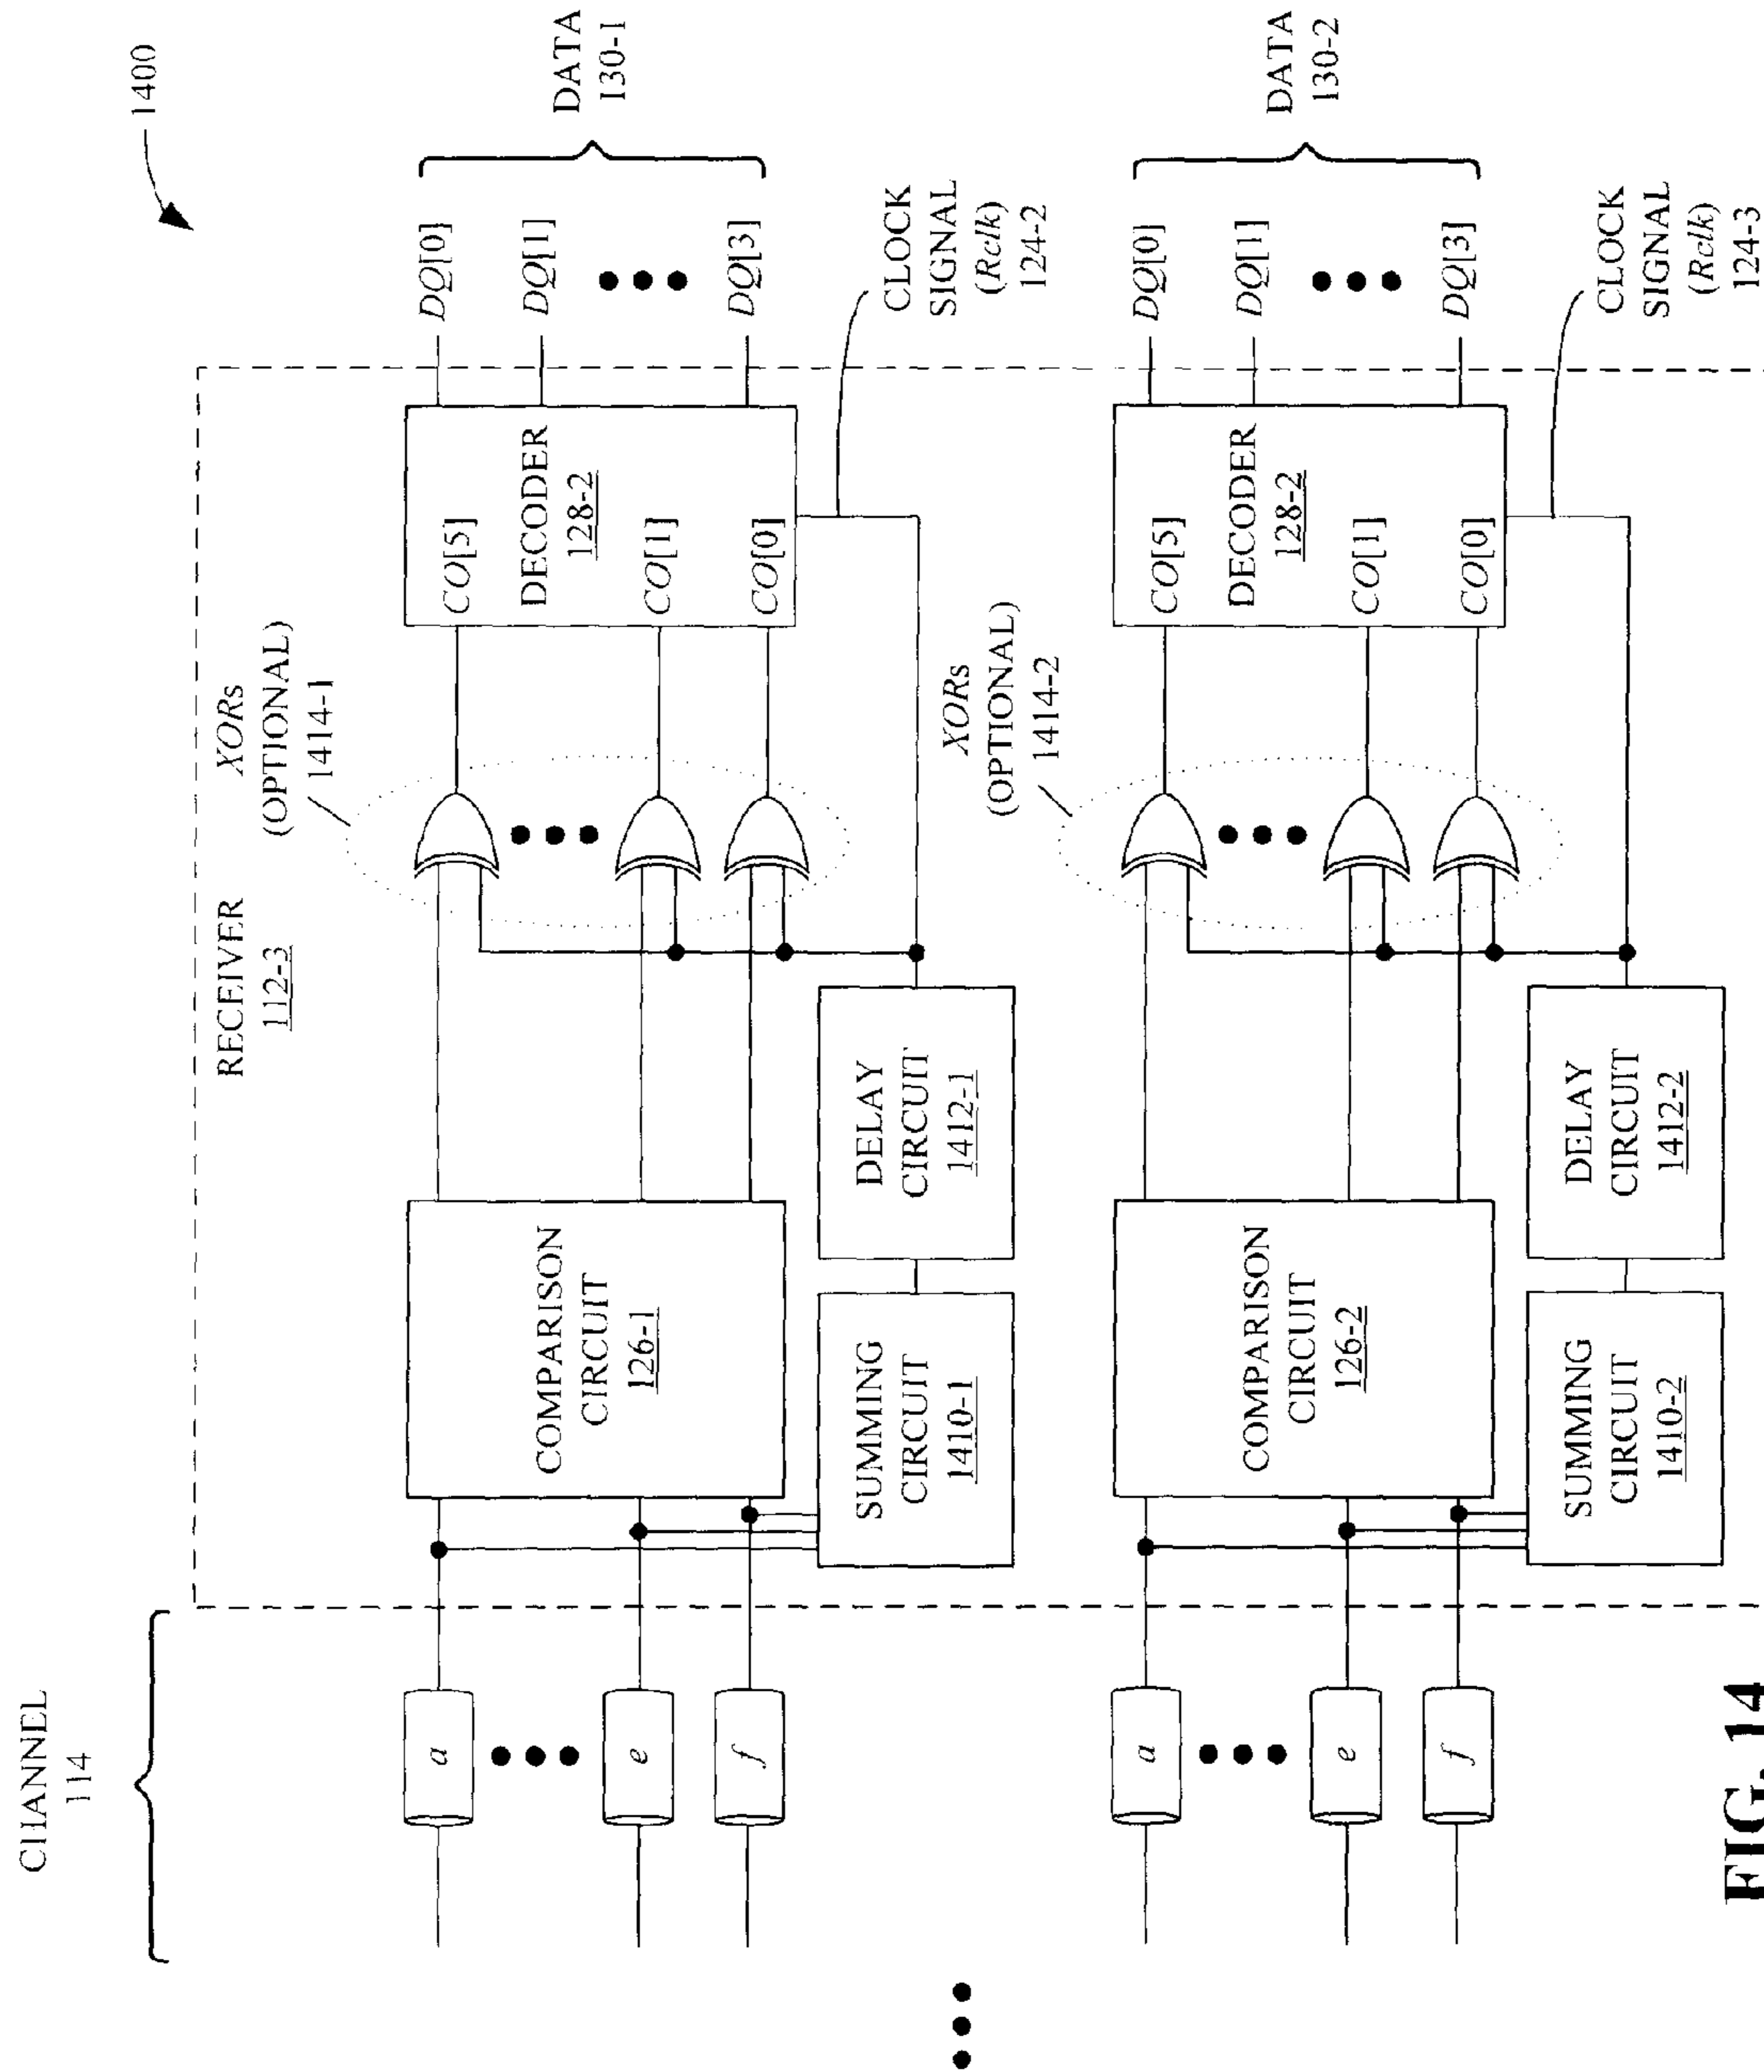 CHANNEL
114
1400
RECEIVER
112-3
XORs
(OPTIONAL)
1414-1
a
e
f
COMPARISON
CIRCUIT
126-1
SUMMING
CIRCUIT
1410-1
DELAY
CIRCUIT
1412-1
CO[5]
DECODER
128-2
CO[1]
CO[0]
DQ[0]
DQ[1]
DQ[3]
DATA
130-1
CLOCK
SIGNAL
(Rclk)
124-2
XORs
(OPTIONAL)
1414-2
a
e
f
COMPARISON
CIRCUIT
126-2
SUMMING
CIRCUIT
1410-2
DELAY
CIRCUIT
1412-2
CO[5]
DECODER
128-2
CO[1]
CO[0]
DQ[0]
DQ[1]
DQ[3]
DATA
130-2
CLOCK
SIGNAL
(Rclk)
124-3
FIG. 14